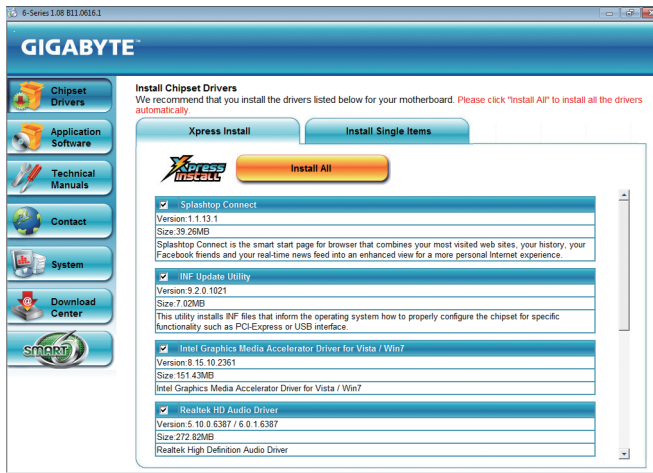 6-Series 1.08 B11.0616.1
GIGABYTE™
Chipset
Drivers
Application
Software
Technical
Manuals
Contact
System
Download
Center
SMART 6
Install Chipset Drivers
We recommend that you install the drivers listed below for your motherboard. Please click "Install All" to install all the drivers
automatically.
Xpress Install
Install Single Items
Xpress
INSTALL
Install All
Splashtop Connect
Version:1.1.13.1
Size:39.26MB
Splashtop Connect is the smart start page for browser that combines your most visited web sites, your history, your
Facebook friends and your real-time news feed into an enhanced view for a more personal Internet experience.
INF Update Utility
Version:9.2.0.1021
Size:7.02MB
This utility installs INF files that inform the operating system how to properly configure the chipset for specific
functionality such as PCI-Express or USB interface.
Intel Graphics Media Accelerator Driver for Vista / Win7
Version:8.15.10.2361
Size:151.43MB
Intel Graphics Media Accelerator Driver for Vista / Win7
Realtek HD Audio Driver
Version:5.10.0.6387 / 6.0.1.6387
Size:272.82MB
Realtek High Definition Audio Driver